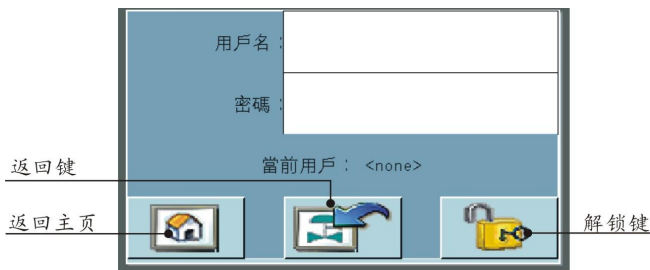 用戶名：
密碼：
當前用戶： <none>
返回键
返回主页
解锁键